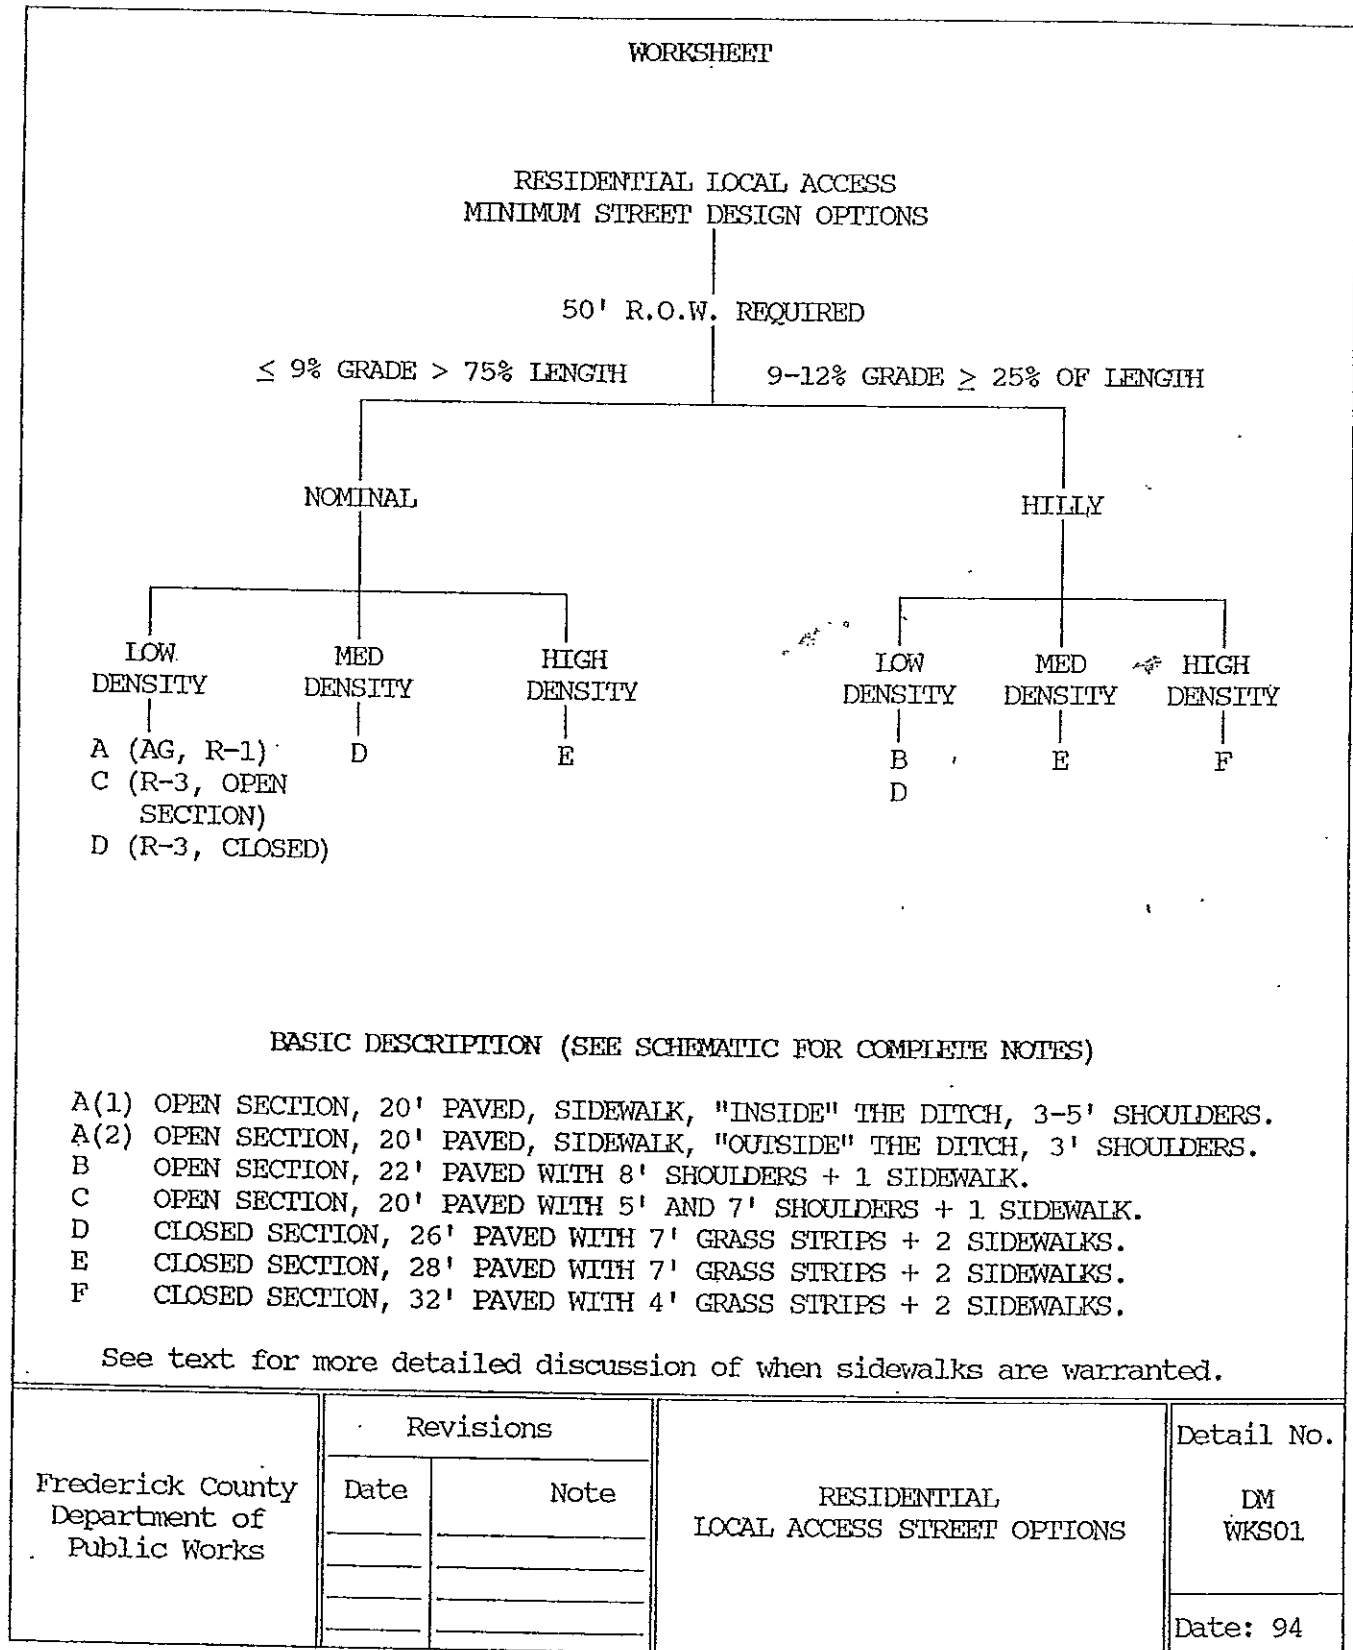 WORKSHEET
RESIDENTIAL LOCAL ACCESS
MINIMUM STREET DESIGN OPTIONS
50' R.O.W. REQUIRED
≤ 9% GRADE > 75% LENGTH
9-12% GRADE ≥ 25% OF LENGTH
NOMINAL
HILLY
LOW
DENSITY
MED
DENSITY
HIGH
DENSITY
LOW
DENSITY
MED
DENSITY
HIGH
DENSITY
A (AG, R-1)
C (R-3, OPEN
SECTION)
D (R-3, CLOSED)
D
E
B
D
E
F
BASIC DESCRIPTION (SEE SCHEMATIC FOR COMPLETE NOTES)
A(1) OPEN SECTION, 20' PAVED, SIDEWALK, "INSIDE" THE DITCH, 3-5' SHOULDERS.
A(2) OPEN SECTION, 20' PAVED, SIDEWALK, "OUTSIDE" THE DITCH, 3' SHOULDERS.
B OPEN SECTION, 22' PAVED WITH 8' SHOULDERS + 1 SIDEWALK.
C OPEN SECTION, 20' PAVED WITH 5' AND 7' SHOULDERS + 1 SIDEWALK.
D CLOSED SECTION, 26' PAVED WITH 7' GRASS STRIPS + 2 SIDEWALKS.
E CLOSED SECTION, 28' PAVED WITH 7' GRASS STRIPS + 2 SIDEWALKS.
F CLOSED SECTION, 32' PAVED WITH 4' GRASS STRIPS + 2 SIDEWALKS.
See text for more detailed discussion of when sidewalks are warranted.
Frederick County
Department of
Public Works
Revisions
Date Note
RESIDENTIAL
LOCAL ACCESS STREET OPTIONS
Detail No.
DM
WKS01
Date: 94